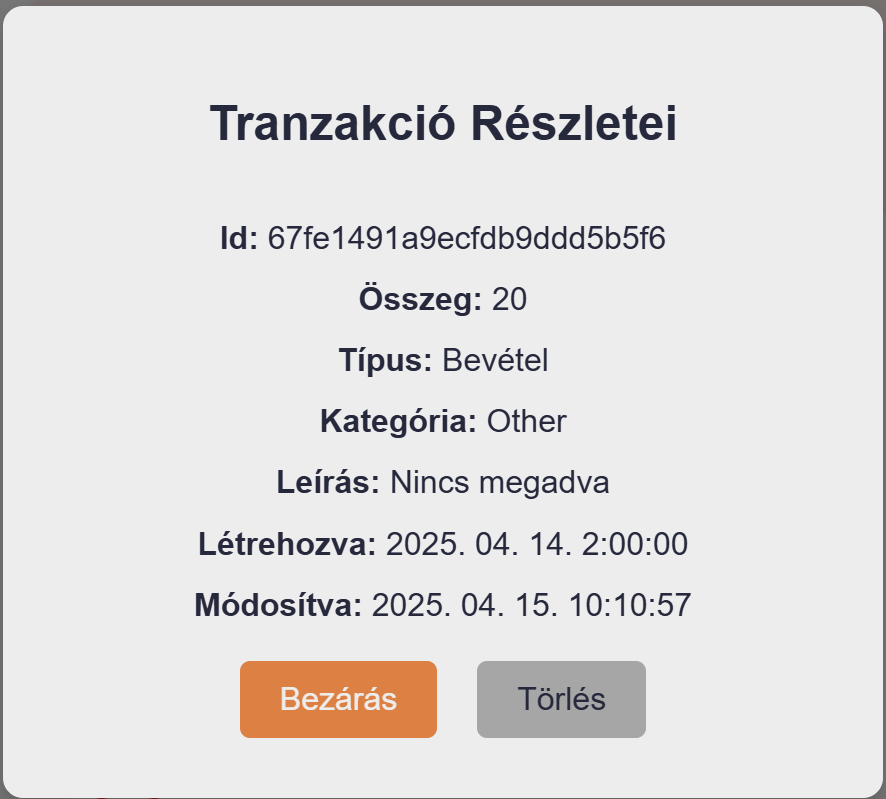 Tranzakció Részletei
Id: 67fe1491a9ecfdb9ddd5b5f6
Összeg: 20
Típus: Bevétel
Kategória: Other
Leírás: Nincs megadva
Létrehozva: 2025. 04. 14. 2:00:00
Módosítva: 2025. 04. 15. 10:10:57
Bezárás
Törlés